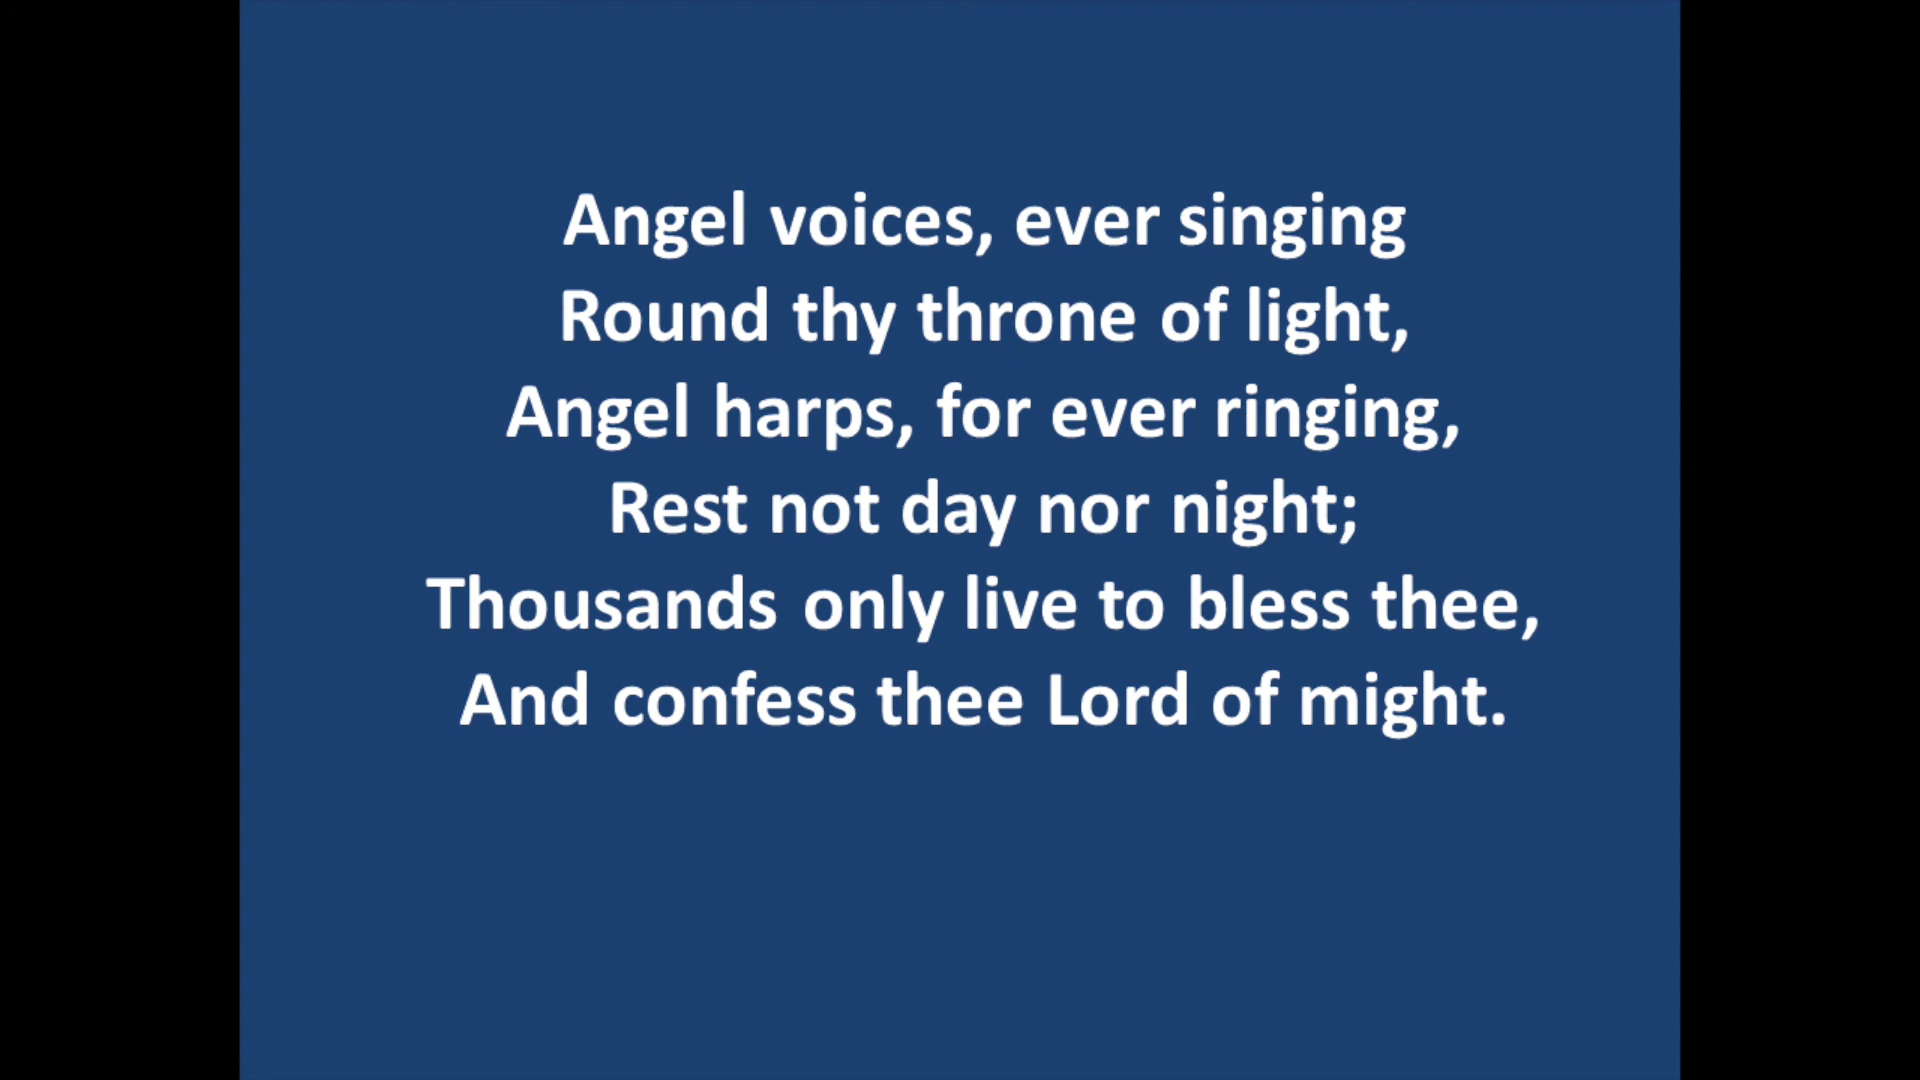 Angel voices, ever singing
Round thy throne of light,
Angel harps, for ever ringing,
Rest not day nor night;
Thousands only live to bless thee,
And confess thee Lord of might.